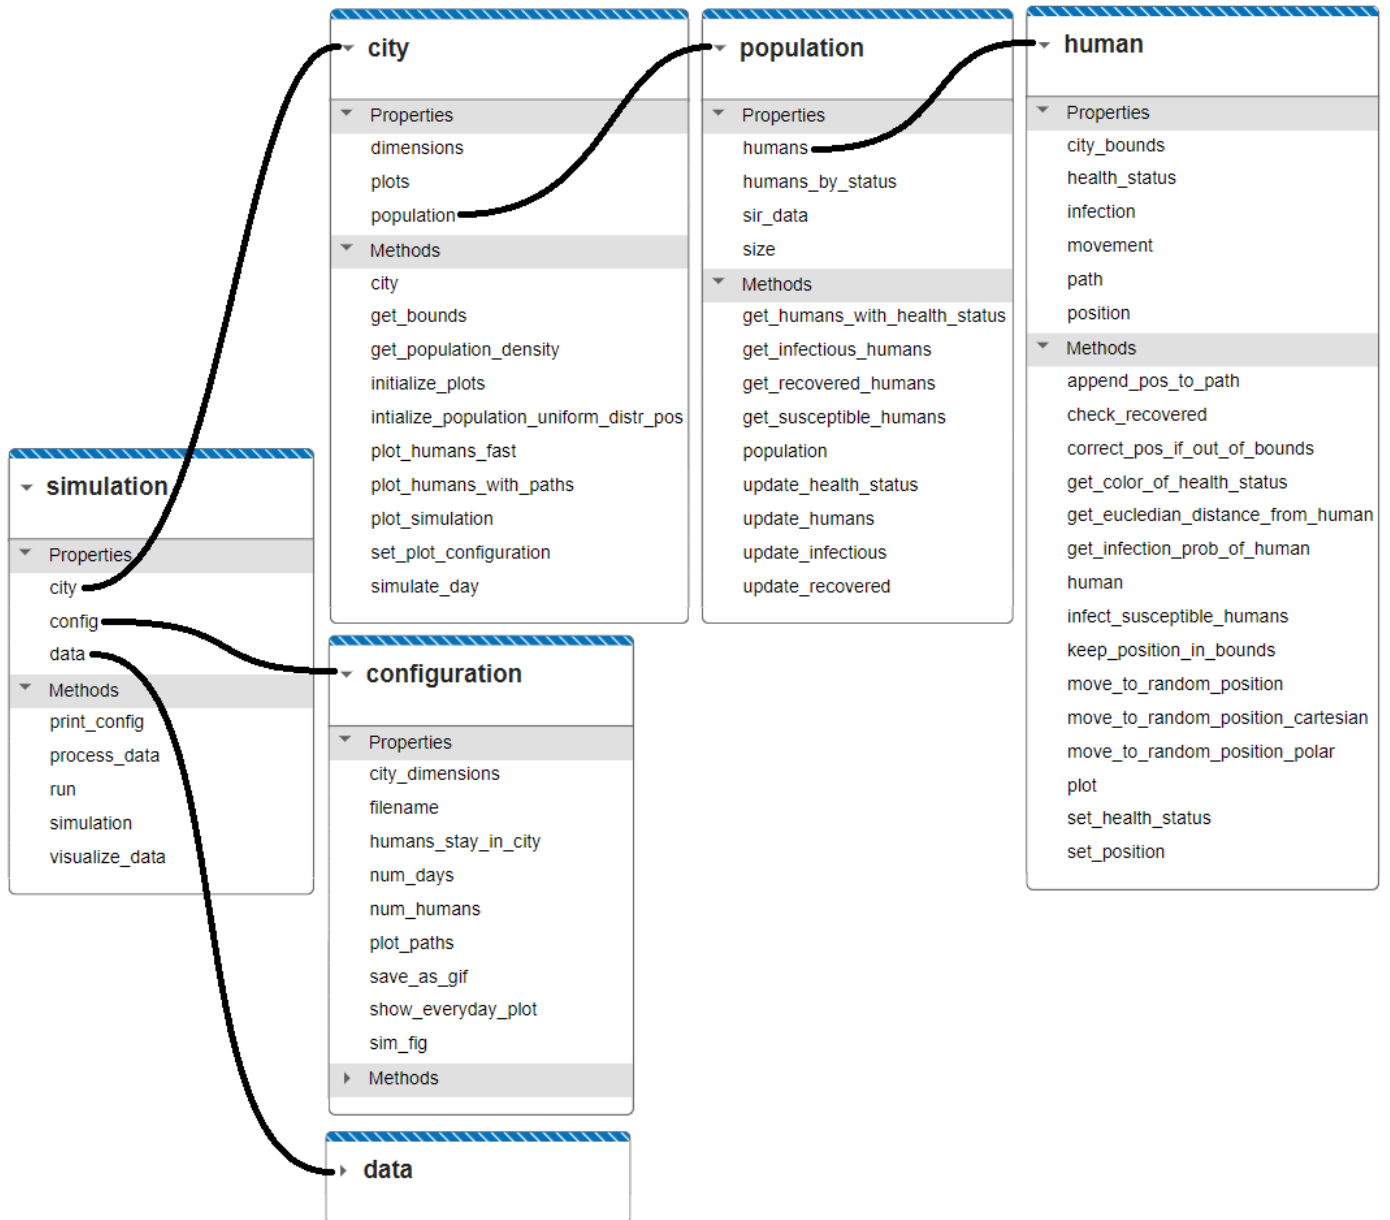 city
Properties
dimensions
plots
population
Methods
city
get_bounds
get_population_density
initialize_plots
intialize_population_uniform_distr_pos
plot_humans_fast
plot_humans_with_paths
plot_simulation
set_plot_configuration
simulate_day
population
Properties
humans
humans_by_status
sir_data
size
Methods
get_humans_with_health_status
get_infectious_humans
get_recovered_humans
get_susceptible_humans
population
update_health_status
update_humans
update_infectious
update_recovered
human
Properties
city_bounds
health_status
infection
movement
path
position
Methods
append_pos_to_path
check_recovered
correct_pos_if_out_of_bounds
get_color_of_health_status
get_eucledian_distance_from_human
get_infection_prob_of_human
human
infect_susceptible_humans
keep_position_in_bounds
move_to_random_position
move_to_random_position_cartesian
move_to_random_position_polar
plot
set_health_status
set_position
simulation
Properties
city
config
data
Methods
print_config
process_data
run
simulation
visualize_data
configuration
Properties
city_dimensions
filename
humans_stay_in_city
num_days
num_humans
plot_paths
save_as_gif
show_everyday_plot
sim_fig
Methods
data